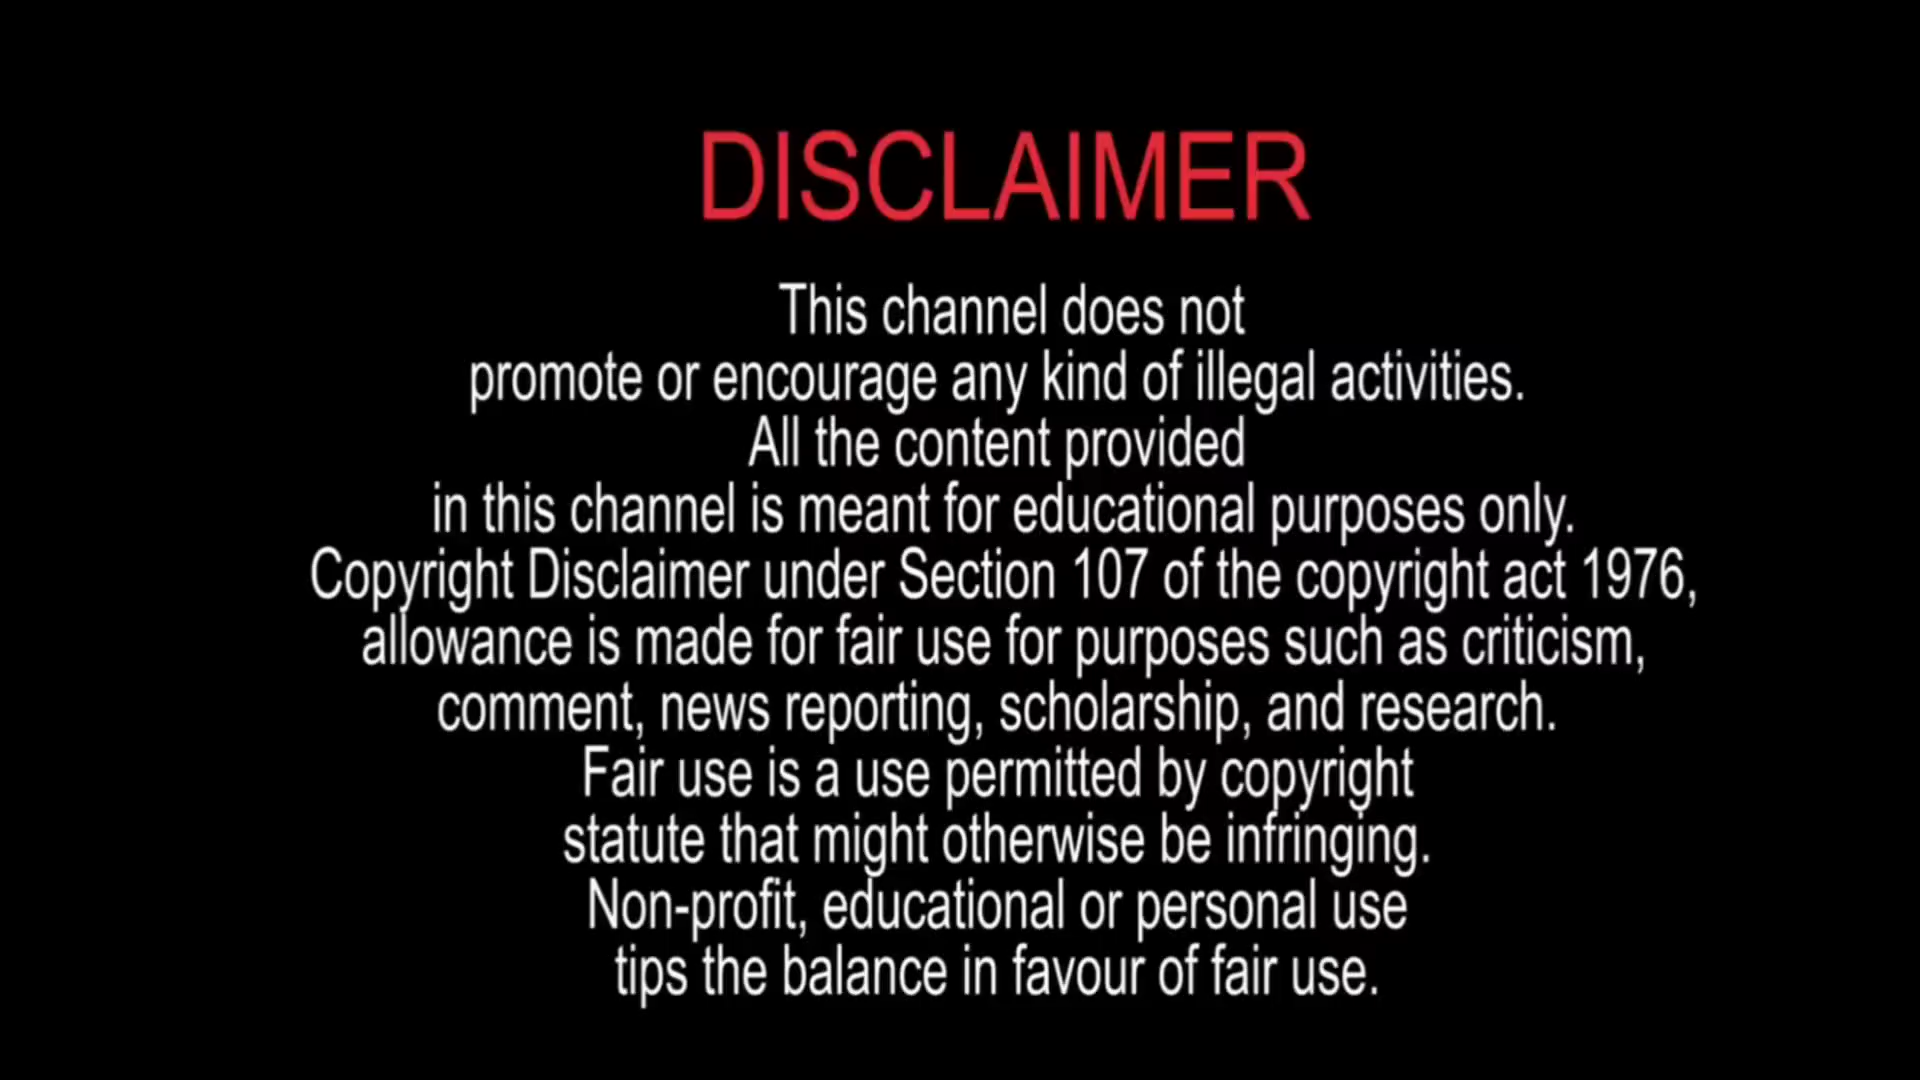 DISCLAIMER
This channel does not
promote or encourage any kind of illegal activities.
All the content provided
in this channel is meant for educational purposes only.
Copyright Disclaimer under Section 107 of the copyright act 1976,
allowance is made for fair use for purposes such as criticism,
comment, news reporting, scholarship, and research.
Fair use is a use permitted by copyright
statute that might otherwise be infringing.
Non-profit, educational or personal use
tips the balance in favour of fair use.